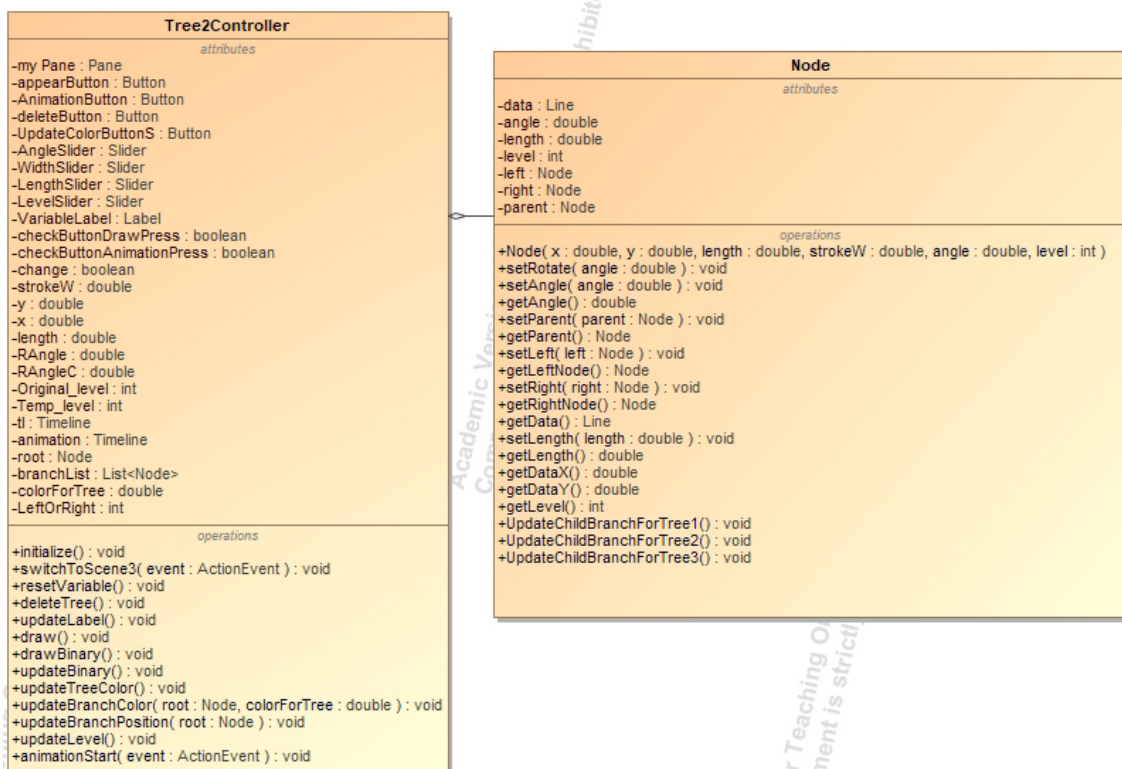 Tree2Controller
attributes
-my Pane : Pane
-appearButton : Button
-AnimationButton : Button
-deleteButton : Button
-UpdateColorButtonS : Button
-AngleSlider : Slider
-WidthSlider : Slider
-LengthSlider : Slider
-LevelSlider : Slider
-VariableLabel : Label
-checkButtonDrawPress : boolean
-checkButtonAnimationPress : boolean
-change : boolean
-strokeW : double
-y : double
-x : double
-length : double
-RAngle : double
-RAngleC : double
-Original_level : int
-Temp_level : int
-tl : Timeline
-animation : Timeline
-root : Node
-branchList : List<Node>
-colorForTree : double
-LeftOrRight : int
operations
+initialize() : void
+switchToScene3( event : ActionEvent ) : void
+resetVariable() : void
+deleteTree() : void
+updateLabel() : void
+draw() : void
+drawBinary() : void
+updateBinary() : void
+updateTreeColor() : void
+updateBranchColor( root : Node, colorForTree : double ) : void
+updateBranchPosition( root : Node ) : void
+updateLevel() : void
+animationStart( event : ActionEvent ) : void
Node
attributes
-data : Line
-angle : double
-length : double
-level : int
-left : Node
-right : Node
-parent : Node
operations
+Node( x : double, y : double, length : double, strokeW : double, angle : double, level : int )
+setRotate( angle : double ) : void
+setAngle( angle : double ) : void
+getAngle() : double
+setParent( parent : Node ) : void
+getParent() : Node
+setLeft( left : Node ) : void
+getLeftNode() : Node
+setRight( right : Node ) : void
+getRightNode() : Node
+getData() : Line
+setLength( length : double ) : void
+getLength() : double
+getDataX() : double
+getDataY() : double
+getLevel() : int
+UpdateChildBranchForTree1() : void
+UpdateChildBranchForTree2() : void
+UpdateChildBranchForTree3() : void
Academic
Teaching
is strictly